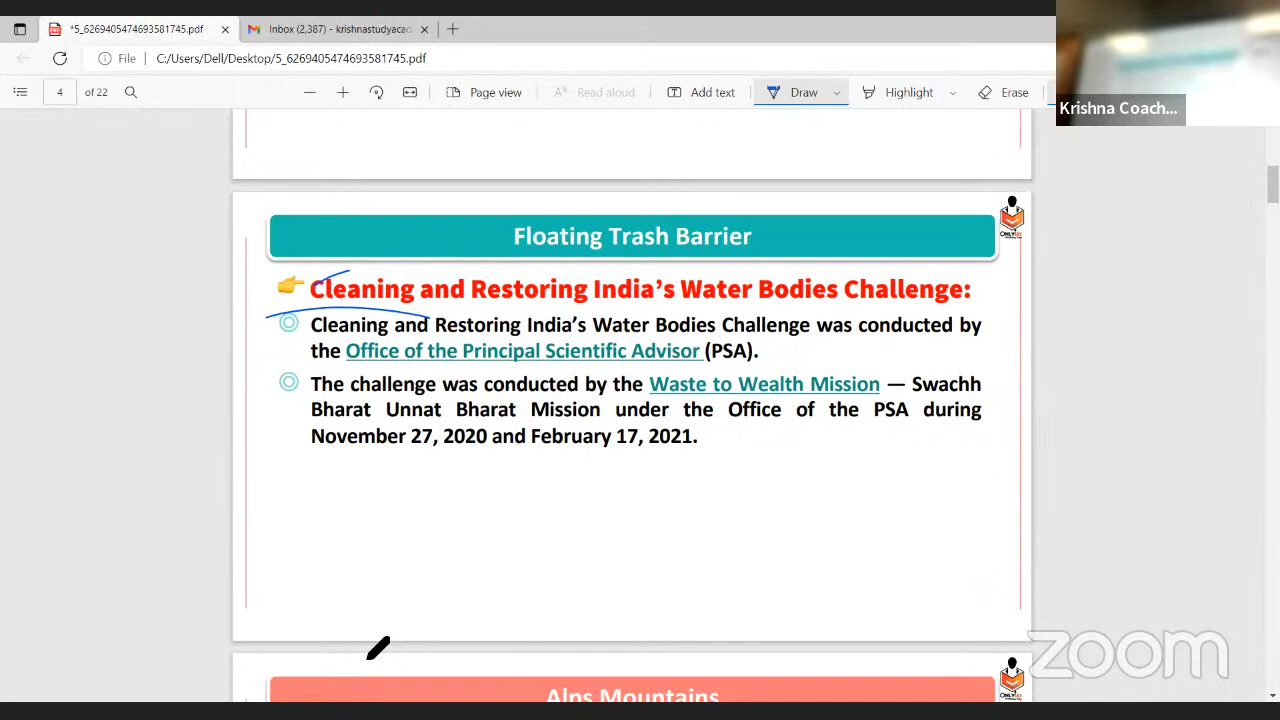 *5_6269405474693581745.pdf
Inbox (2,387) - krishnastudyacad
File
C:/Users/Dell/Desktop/5_6269405474693581745.pdf
4
of 22
Page view
Read aloud
Add text
Draw
Highlight
Erase
Krishna Coach...
Floating Trash Barrier
Cleaning and Restoring India’s Water Bodies Challenge:
Cleaning and Restoring India’s Water Bodies Challenge was conducted by
the Office of the Principal Scientific Advisor (PSA).
The challenge was conducted by the Waste to Wealth Mission — Swachh
Bharat Unnat Bharat Mission under the Office of the PSA during
November 27, 2020 and February 17, 2021.
zoom
Alps Mountains